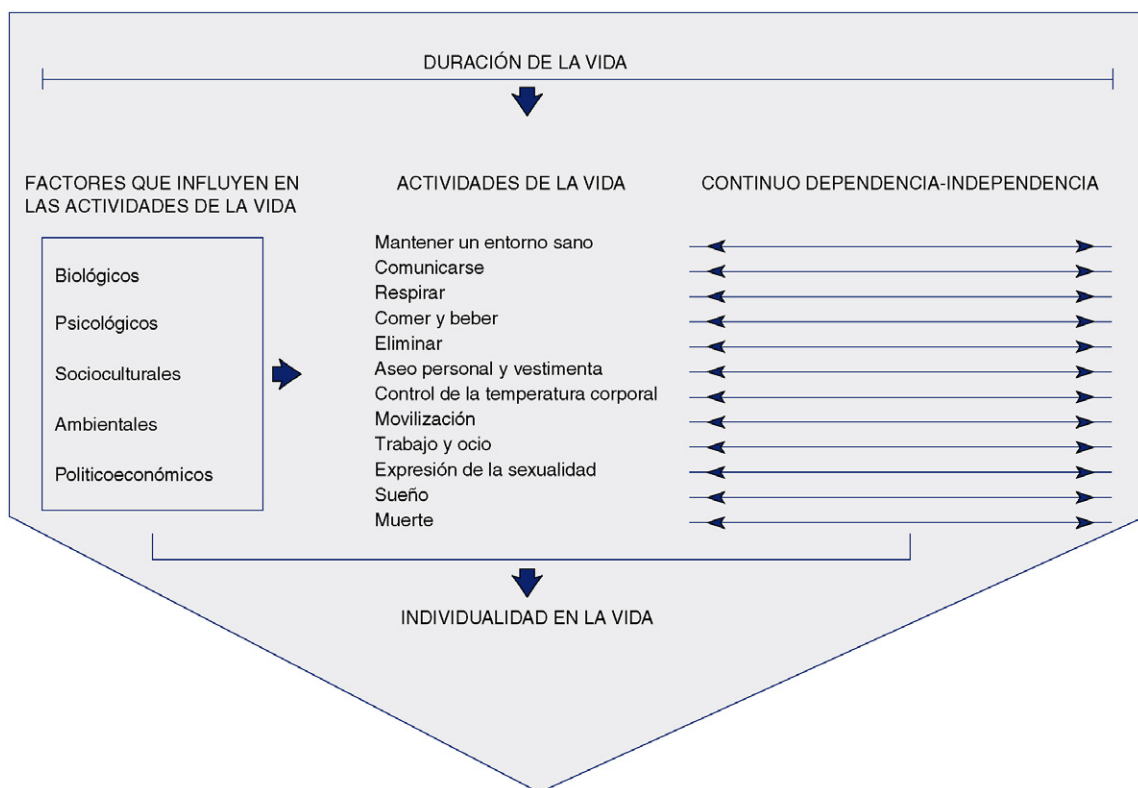 DURACIÓN DE LA VIDA
FACTORES QUE INFLUYEN EN
LAS ACTIVIDADES DE LA VIDA
Biológicos
Psicológicos
Socioculturales
Ambientales
Politicoeconómicos
ACTIVIDADES DE LA VIDA
Mantener un entorno sano
Comunicarse
Respirar
Comer y beber
Eliminar
Aseo personal y vestimenta
Control de la temperatura corporal
Movilización
Trabajo y ocio
Expresión de la sexualidad
Sueño
Muerte
CONTINUO DEPENDENCIA-INDEPENDENCIA
INDIVIDUALIDAD EN LA VIDA